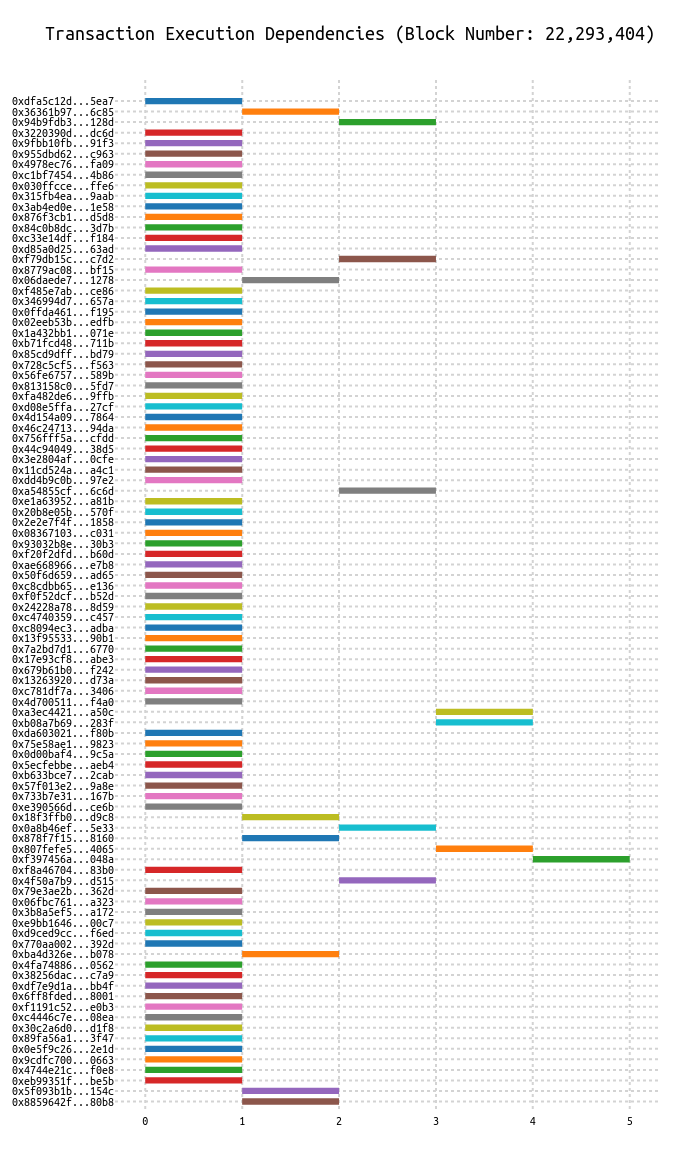 Transaction Execution Dependencies (Block Number: 22,293,404)
0xdfa5c12d...5ea7
0x36361b97...6c85
0x94b9fdb3...128d
0x3220390d...dc6d
0x9fbb10fb...91f3
0x955dbd62...c963
0x4978ec76...fa09
0xc1bf7454...4b86
0x030ffcce...ffe6
0x315fb4ea...9aab
0x3ab4ed0e...1e58
0x876f3cb1...d5d8
0x84c0b8dc...3d7b
0xc33e14df...f184
0xd85a0d25...63ad
0xf79db15c...c7d2
0x8779ac08...bf15
0x06daede7...1278
0xf485e7ab...ce86
0x346994d7...657a
0x0ffda461...f195
0x02eeb53b...edfb
0x1a432bb1...071e
0xb71fcd48...711b
0x85cd9dff...bd79
0x728c5cf5...f563
0x56fe6757...589b
0x813158c0...5fd7
0xfa482de6...9ffb
0xd08e5ffa...27cf
0x4d154a09...7864
0x46c24713...94da
0x756fff5a...cfdd
0x44c94049...38d5
0x3e2804af...0cfe
0x11cd524a...a4c1
0xdd4b9c0b...97e2
0xa54855cf...6c6d
0xe1a63952...a81b
0x20b8e05b...570f
0x2e2e7f4f...1858
0x08367103...c031
0x93032b8e...30b3
0xf20f2dfd...b60d
0xae668966...e7b8
0x50f6d659...ad65
0xc8cdbb65...e136
0xf0f52dcf...b52d
0x24228a78...8d59
0xc4740359...c457
0xc8094ec3...adba
0x13f95533...90b1
0x7a2bd7d1...6770
0x17e93cf8...abe3
0x679b61b0...f242
0x13263920...d73a
0xc781df7a...3406
0x4d700511...f4a0
0xa3ec4421...a50c
0xb08a7b69...283f
0xda603021...f80b
0x75e58ae1...9823
0x0d00baf4...9c5a
0x5ecfebbe...aeb4
0xb633bce7...2cab
0x57f013e2...9a8e
0x733b7e31...167b
0xe390566d...ce6b
0x18f3ffb0...d9c8
0x0a8b46ef...5e33
0x878f7f15...8160
0x807fefe5...4065
0xf397456a...048a
0xf8a46704...83b0
0x4f50a7b9...d515
0x79e3ae2b...362d
0x06fbc761...a323
0x3b8a5ef5...a172
0xe9bb1646...00c7
0xd9ced9cc...f6ed
0x770aa002...392d
0xba4d326e...b078
0x4fa74886...0562
0x38256dac...c7a9
0xdf7e9d1a...bb4f
0x6ff8fded...8001
0xf1191c52...e0b3
0xc4446c7e...08ea
0x30c2a6d0...d1f8
0x89fa56a1...3f47
0x0e5f9c26...2e1d
0x9cdfc700...0663
0x4744e21c...f0e8
0xeb99351f...be5b
0x5f093b1b...154c
0x8859642f...80b8
0 1 2 3 4 5